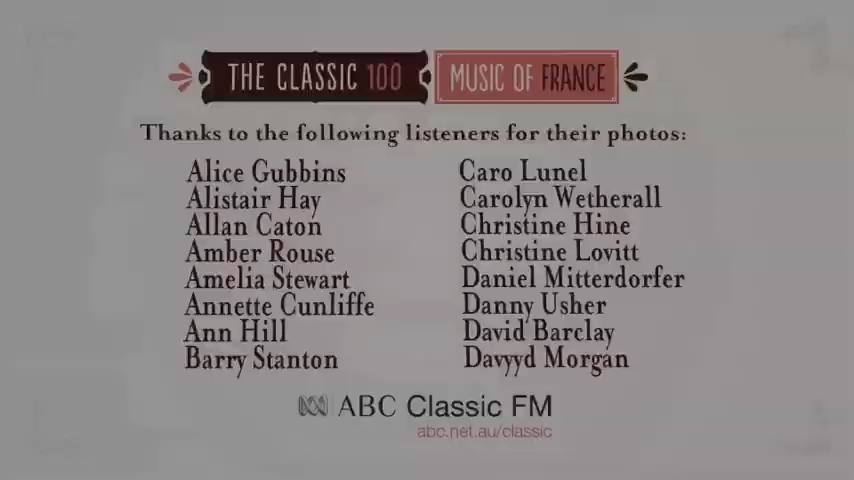 THE CLASSIC 100 MUSIC OF FRANCE
Thanks to the following listeners for their photos:
Alice Gubbins
Alistair Hay
Allan Caton
Amber Rouse
Amelia Stewart
Annette Cunliffe
Ann Hill
Barry Stanton
Caro Lunel
Carolyn Wetherall
Christine Hine
Christine Lovitt
Daniel Mitterdorfer
Danny Usher
David Barclay
Davyyd Morgan
ABC Classic FM
abc.net.au/classic